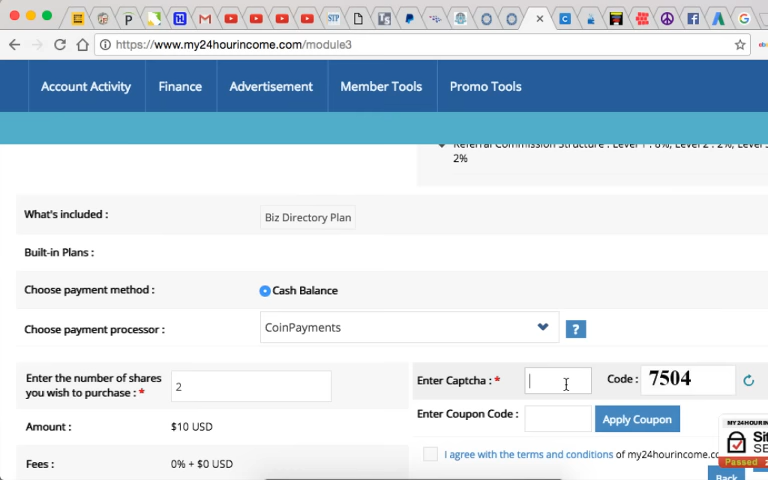 https://www.my24hourincome.com/module3
Account Activity Finance Advertisement Member Tools Promo Tools
Referral Commission Structure : Level 1 : 8%, Level 2 : 2%, Level 3
2%
What's included : Biz Directory Plan
Built-in Plans :
Choose payment method : Cash Balance
Choose payment processor : CoinPayments ?
Enter the number of shares
you wish to purchase : * 2
Enter Captcha : * Code : 7504
Enter Coupon Code : Apply Coupon
Amount : $10 USD
I agree with the terms and conditions of my24hourincome.co
Fees : 0% + $0 USD
MY24HOURIN
Sit
SE
Passed
Back